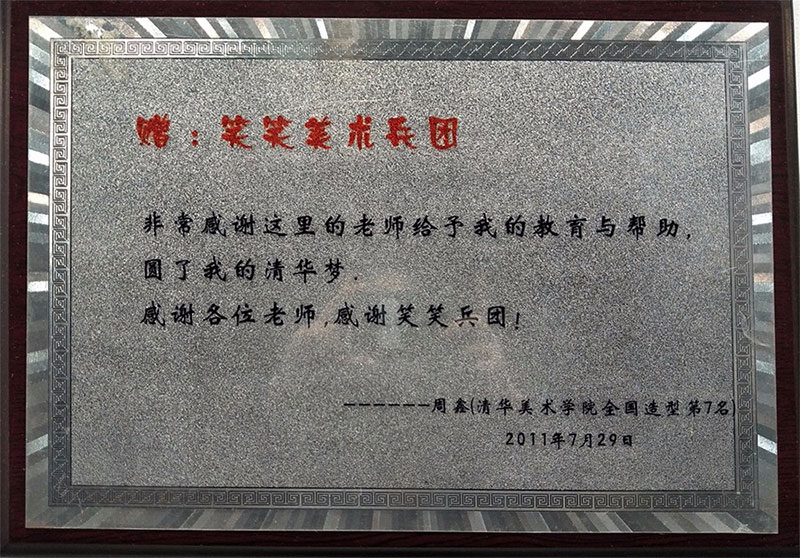 赠：笑笑美术兵团
非常感谢这里的老师给予我的教育与帮助，
圆了我的清华梦．
感谢各位老师,感谢笑笑兵团!
------周鑫(清华美术学院全国造型第7名)
2011年7月29日